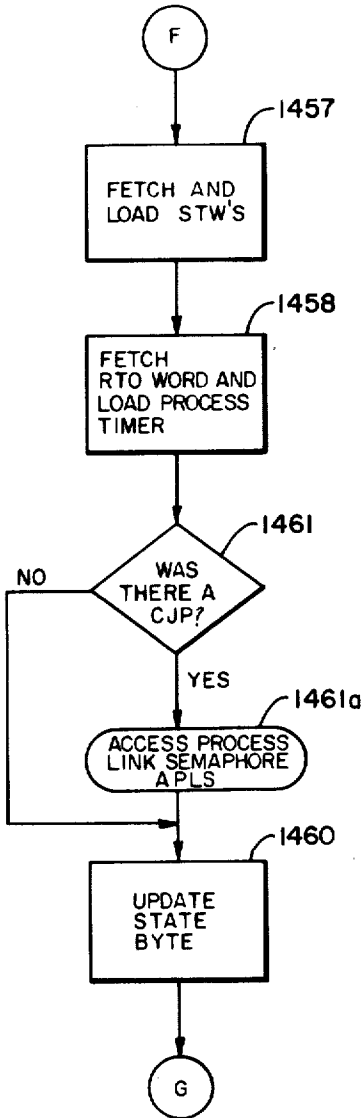 F
1457
FETCH AND
LOAD STW'S
1458
FETCH
RTO WORD AND
LOAD PROCESS
TIMER
1461
WAS
THERE A
CJP?
NO
YES
1461a
ACCESS PROCESS
LINK SEMAPHORE
APLS
1460
UPDATE
STATE
BYTE
G